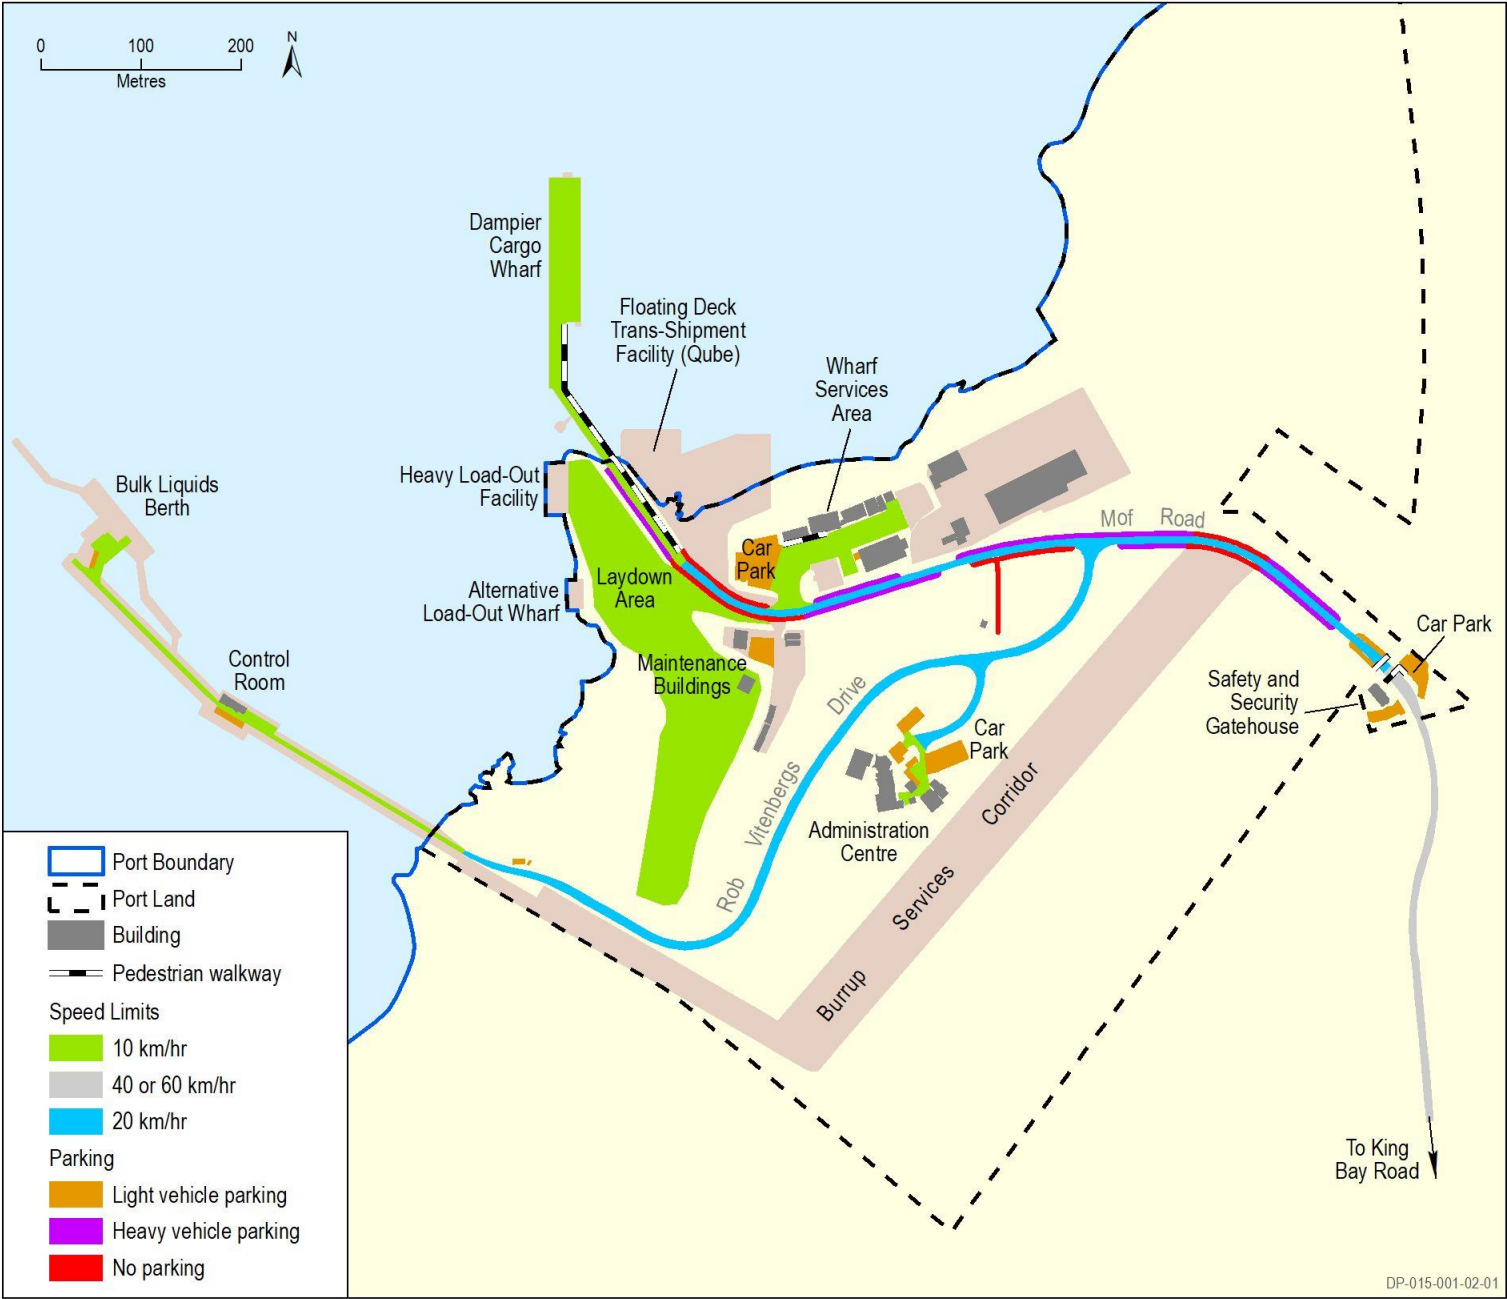 0 100 200
Metres
N
Dampier
Cargo
Wharf
Floating Deck
Trans-Shipment
Facility (Qube)
Wharf
Services
Area
Heavy Load-Out
Facility
Bulk Liquids
Berth
Mof Road
Car
Park
Laydown
Area
Alternative
Load-Out Wharf
Car Park
Control
Room
Maintenance
Buildings
Safety and
Security
Gatehouse
Rob Vitenbergs Drive
Car
Park
Administration
Centre
Burrup Services Corridor
To King
Bay Road
Port Boundary
Port Land
Building
Pedestrian walkway
Speed Limits
10 km/hr
40 or 60 km/hr
20 km/hr
Parking
Light vehicle parking
Heavy vehicle parking
No parking
DP-015-001-02-01